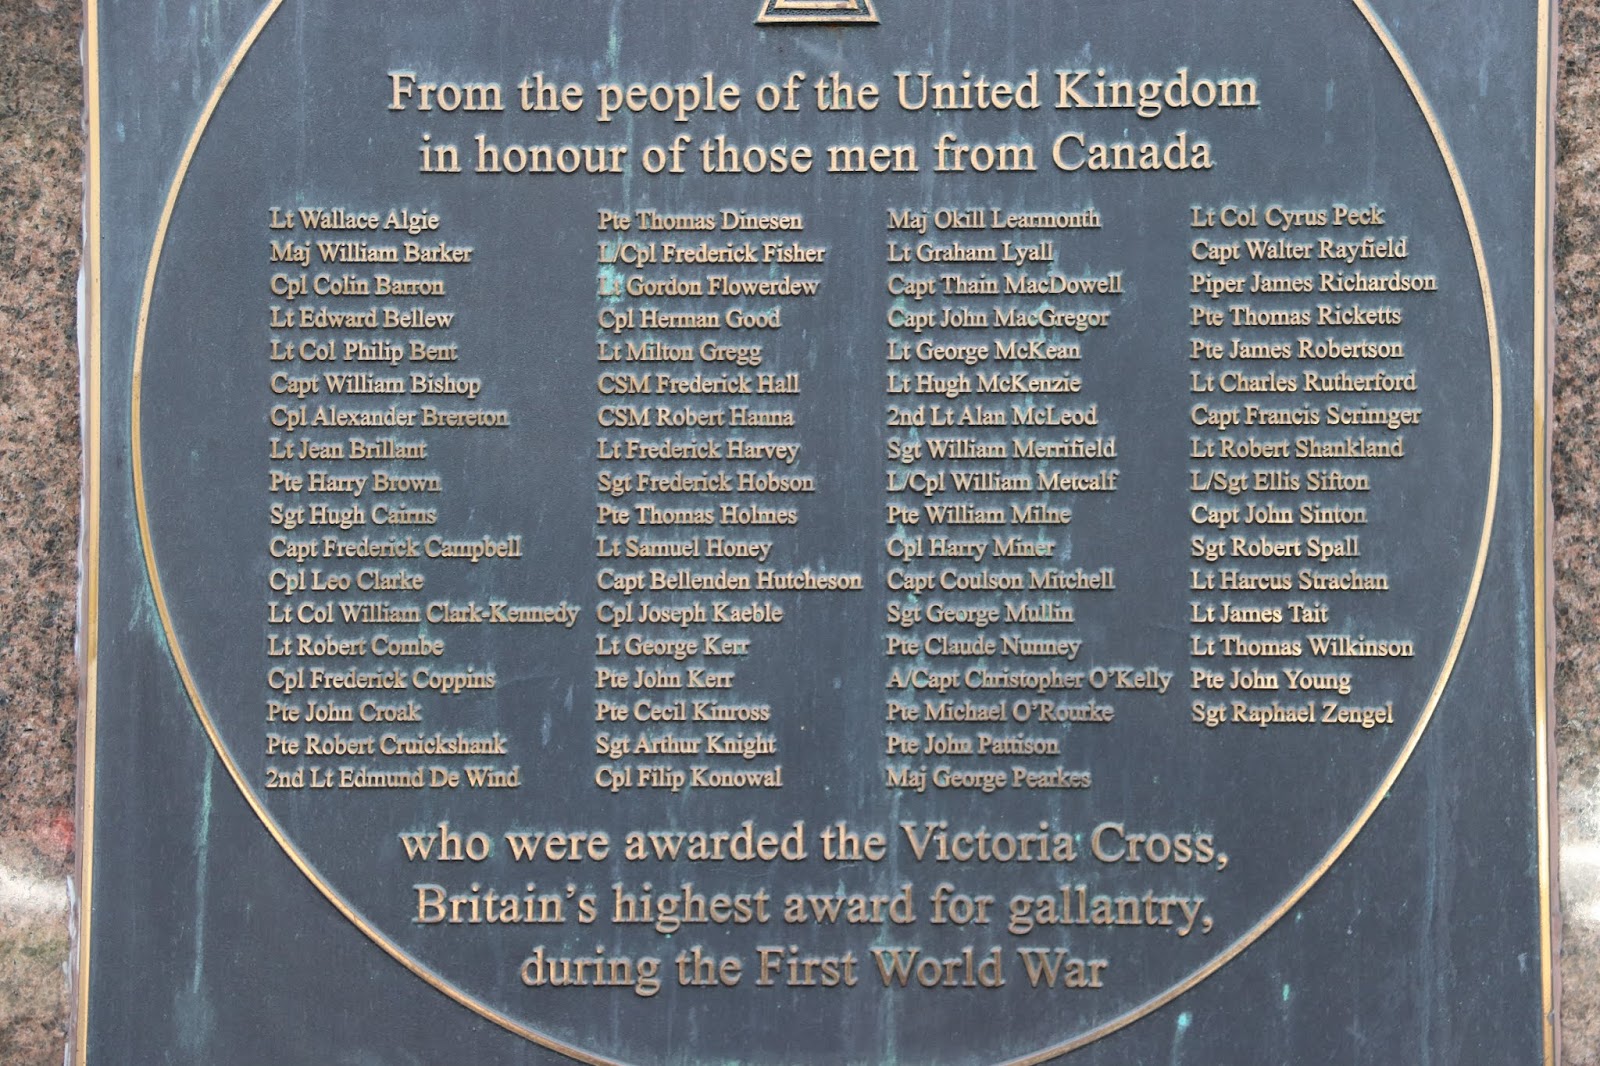 From the people of the United Kingdom
in honour of those men from Canada
Lt Wallace Algie
Maj William Barker
Cpl Colin Barron
Lt Edward Bellew
Lt Col Philip Bent
Capt William Bishop
Cpl Alexander Brereton
Lt Jean Brillant
Pte Harry Brown
Sgt Hugh Cairns
Capt Frederick Campbell
Cpl Leo Clarke
Lt Col William Clark-Kennedy
Lt Robert Combe
Cpl Frederick Coppins
Pte John Croak
Pte Robert Cruickshank
2nd Lt Edmund De Wind
Pte Thomas Dinesen
L/Cpl Frederick Fisher
Lt Gordon Flowerdew
Cpl Herman Good
Lt Milton Gregg
CSM Frederick Hall
CSM Robert Hanna
Lt Frederick Harvey
Sgt Frederick Hobson
Pte Thomas Holmes
Lt Samuel Honey
Capt Bellenden Hutcheson
Cpl Joseph Kaeble
Lt George Kerr
Pte John Kerr
Pte Cecil Kinross
Sgt Arthur Knight
Cpl Filip Konowal
Maj Okill Learmonth
Lt Graham Lyall
Capt Thain MacDowell
Capt John MacGregor
Lt George McKean
Lt Hugh McKenzie
2nd Lt Alan McLeod
Sgt William Merrifield
L/Cpl William Metcalf
Pte William Milne
Cpl Harry Miner
Capt Coulson Mitchell
Sgt George Mullin
Pte Claude Nunney
A/Capt Christopher O'Kelly
Pte Michael O'Rourke
Pte John Pattison
Maj George Pearkes
Lt Col Cyrus Peck
Capt Walter Rayfield
Piper James Richardson
Pte Thomas Ricketts
Pte James Robertson
Lt Charles Rutherford
Capt Francis Scrimger
Lt Robert Shankland
L/Sgt Ellis Sifton
Capt John Sinton
Sgt Robert Spall
Lt Harcus Strachan
Lt James Tait
Lt Thomas Wilkinson
Pte John Young
Sgt Raphael Zengel
who were awarded the Victoria Cross,
Britain's highest award for gallantry,
during the First World War